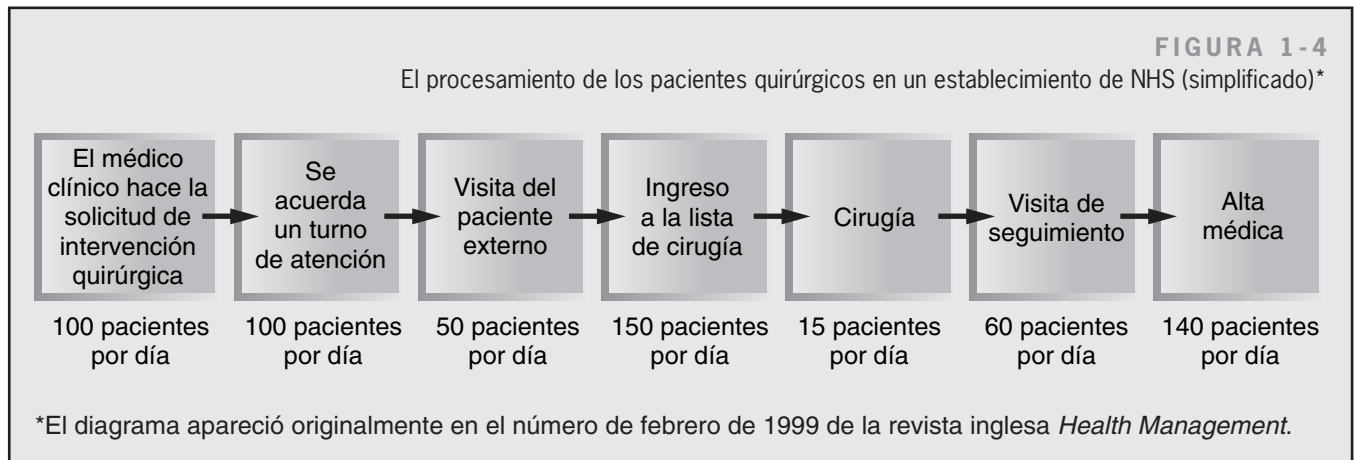 FIGURA 1-4
El procesamiento de los pacientes quirúrgicos en un establecimiento de NHS (simplificado)*
El médico
clínico hace la
solicitud de
intervención
quirúrgica
Se
acuerda
un turno
de atención
Visita del
paciente
externo
Ingreso
a la lista
de cirugía
Cirugía
Visita de
seguimiento
Alta
médica
100 pacientes
por día
100 pacientes
por día
50 pacientes
por día
150 pacientes
por día
15 pacientes
por día
60 pacientes
por día
140 pacientes
por día
*El diagrama apareció originalmente en el número de febrero de 1999 de la revista inglesa Health Management.